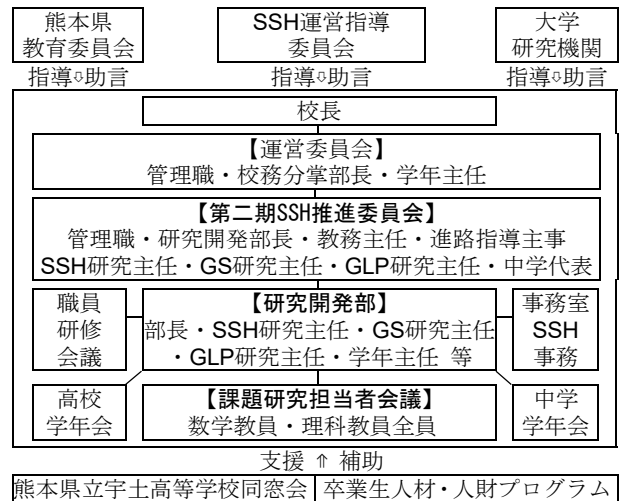 熊本県
教育委員会
SSH運営指導
委員会
大学
研究機関
指導⇩助言
指導⇩助言
指導⇩助言
校長
【運営委員会】
管理職・校務分掌部長・学年主任
【第二期SSH推進委員会】
管理職・研究開発部長・教務主任・進路指導主事
SSH研究主任・GS研究主任・GLP研究主任・中学代表
職員
研修
会議
【研究開発部】
部長・SSH研究主任・GS研究主任
・GLP研究主任・学年主任 等
事務室
SSH
事務
高校
学年会
【課題研究担当者会議】
数学教員・理科教員全員
中学
学年会
支援 ⇑ 補助
熊本県立宇土高等学校同窓会
卒業生人材・人財プログラム